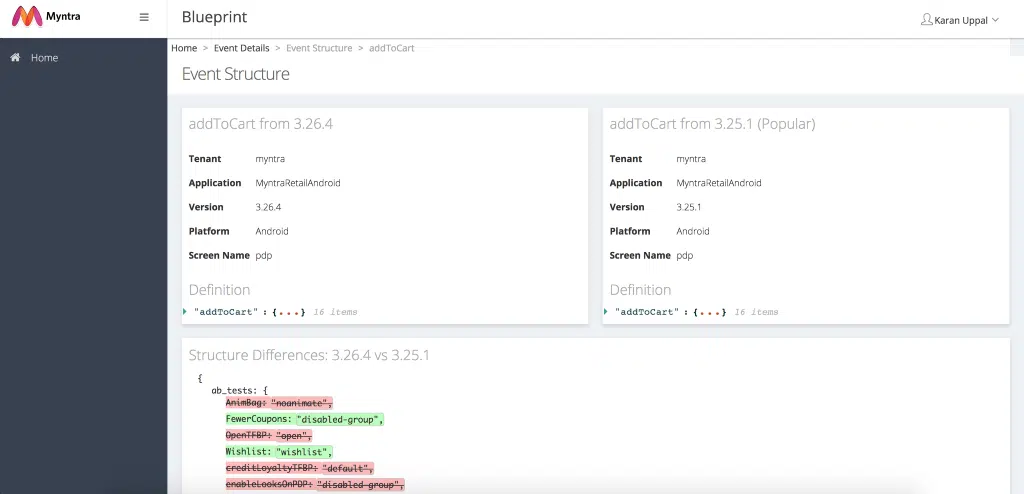 Myntra
Blueprint
Karan Uppal
Home
Home > Event Details > Event Structure > addToCart
Event Structure
addToCart from 3.26.4
Tenant myntra
Application MyntraRetailAndroid
Version 3.26.4
Platform Android
Screen Name pdp
Definition
"addToCart" : {...} 16 items
addToCart from 3.25.1 (Popular)
Tenant myntra
Application MyntraRetailAndroid
Version 3.25.1
Platform Android
Screen Name pdp
Definition
"addToCart" : {...} 16 items
Structure Differences: 3.26.4 vs 3.25.1
{
ab_tests: {
AnimBag: "noanimate",
FewerCoupons: "disabled-group",
OpenTFBP: "open",
Wishlist: "wishlist",
creditLoyaltyTFBP: "default",
enableLooksOnPDP: "disabled-group",